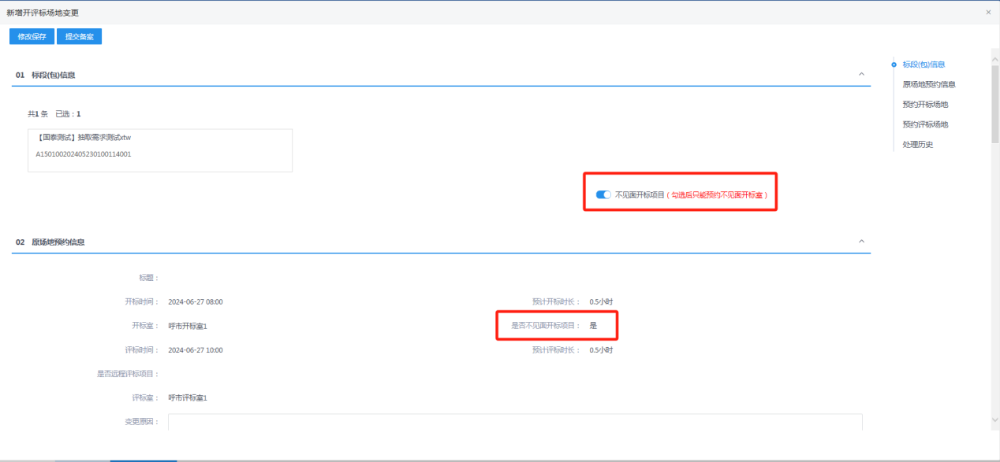 新增开评标场地变更
×
修改保存 提交备案
01 标段(包)信息
标段(包)信息
原场地预约信息
预约开标场地
预约评标场地
处理历史
共1 条 已选：1
【国泰测试】抽取需求测试xtw
A150100202405230100114001
不见面开标项目（勾选后只能预约不见面开标室）
02 原场地预约信息
标题：
开标时间： 2024-06-27 08:00 预计开标时长： 0.5小时
开标室： 呼市开标室1 是否不见面开标项目： 是
评标时间： 2024-06-27 10:00 预计评标时长： 0.5小时
是否远程评标项目：
评标室： 呼市评标室1
变更原因：